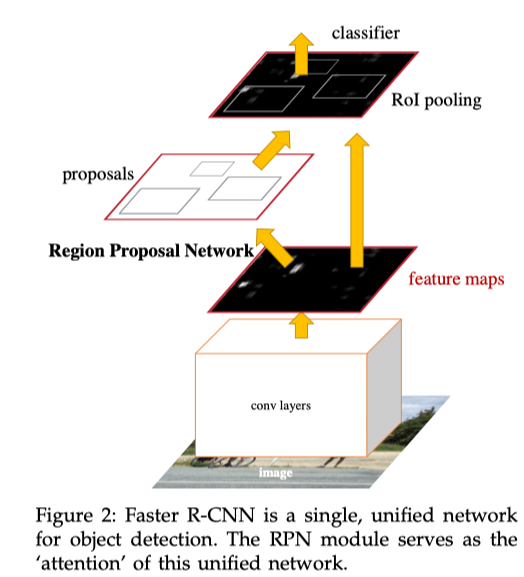 classifier
RoI pooling
proposals
Region Proposal Network
feature maps
conv layers
image
Figure 2: Faster R-CNN is a single, unified network
for object detection. The RPN module serves as the
‘attention’ of this unified network.